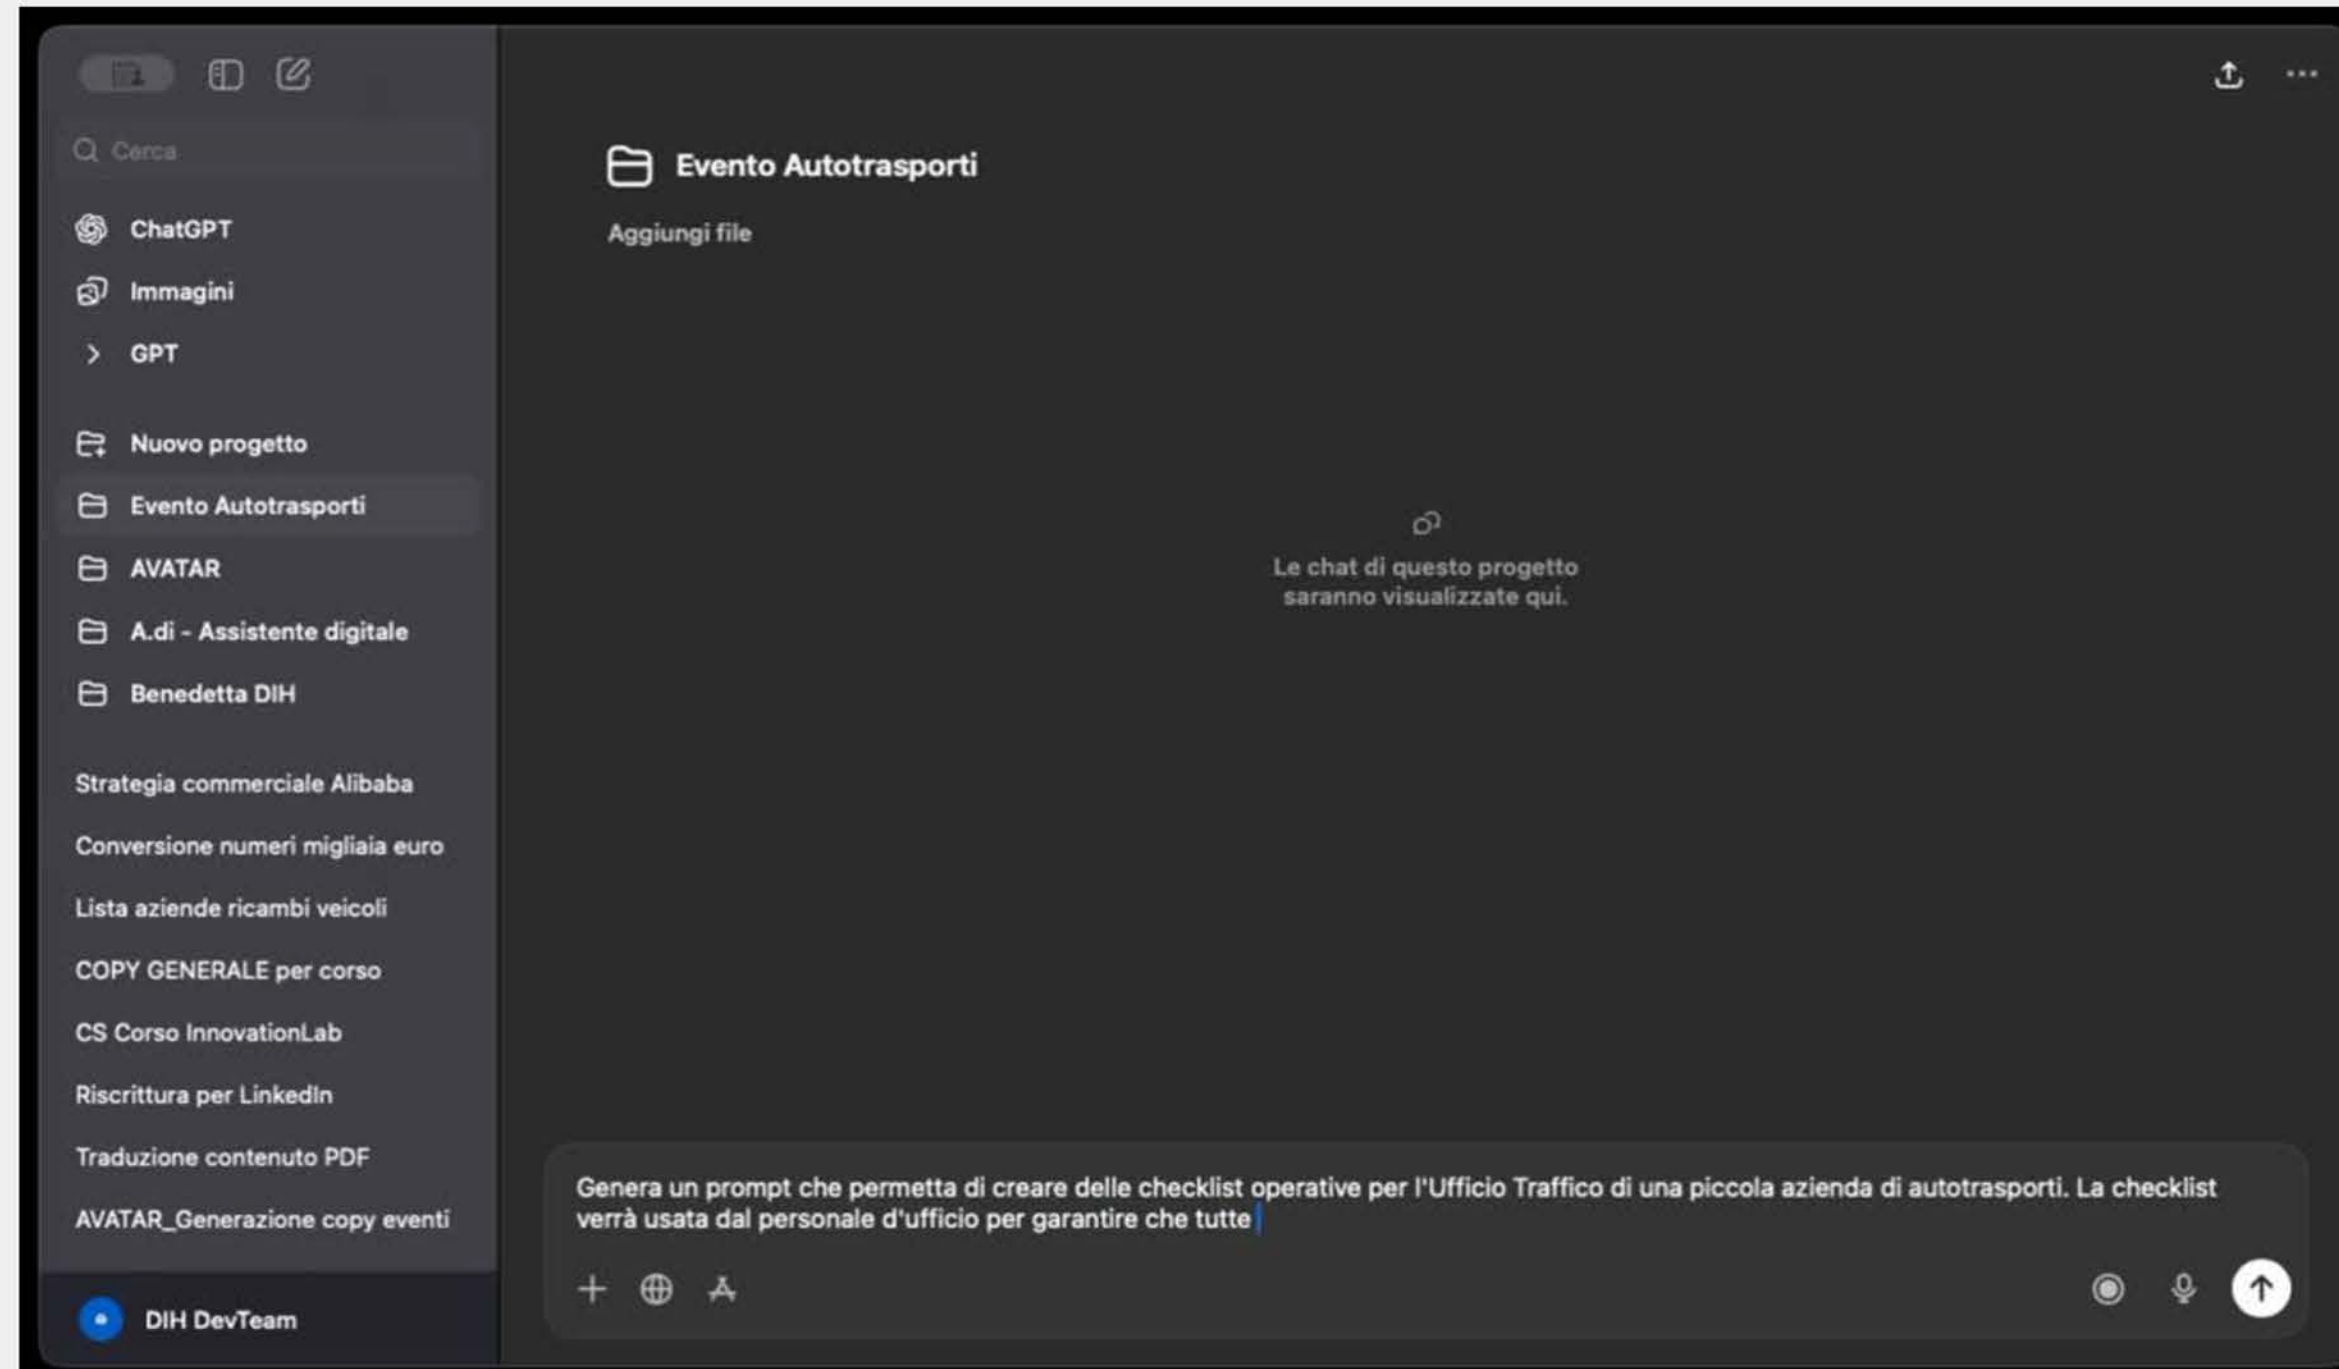 Cerca
ChatGPT
Immagini
GPT
Nuovo progetto
Evento Autotrasporti
AVATAR
A.di - Assistente digitale
Benedetta DIH
Strategia commerciale Alibaba
Conversione numeri migliaia euro
Lista aziende ricambi veicoli
COPY GENERALE per corso
CS Corso InnovationLab
Riscrittura per LinkedIn
Traduzione contenuto PDF
AVATAR_Generazione copy eventi
DIH DevTeam
Evento Autotrasporti
Aggiungi file
Le chat di questo progetto
saranno visualizzate qui.
Genera un prompt che permetta di creare delle checklist operative per l'Ufficio Traffico di una piccola azienda di autotrasporti. La checklist
verrà usata dal personale d'ufficio per garantire che tutte